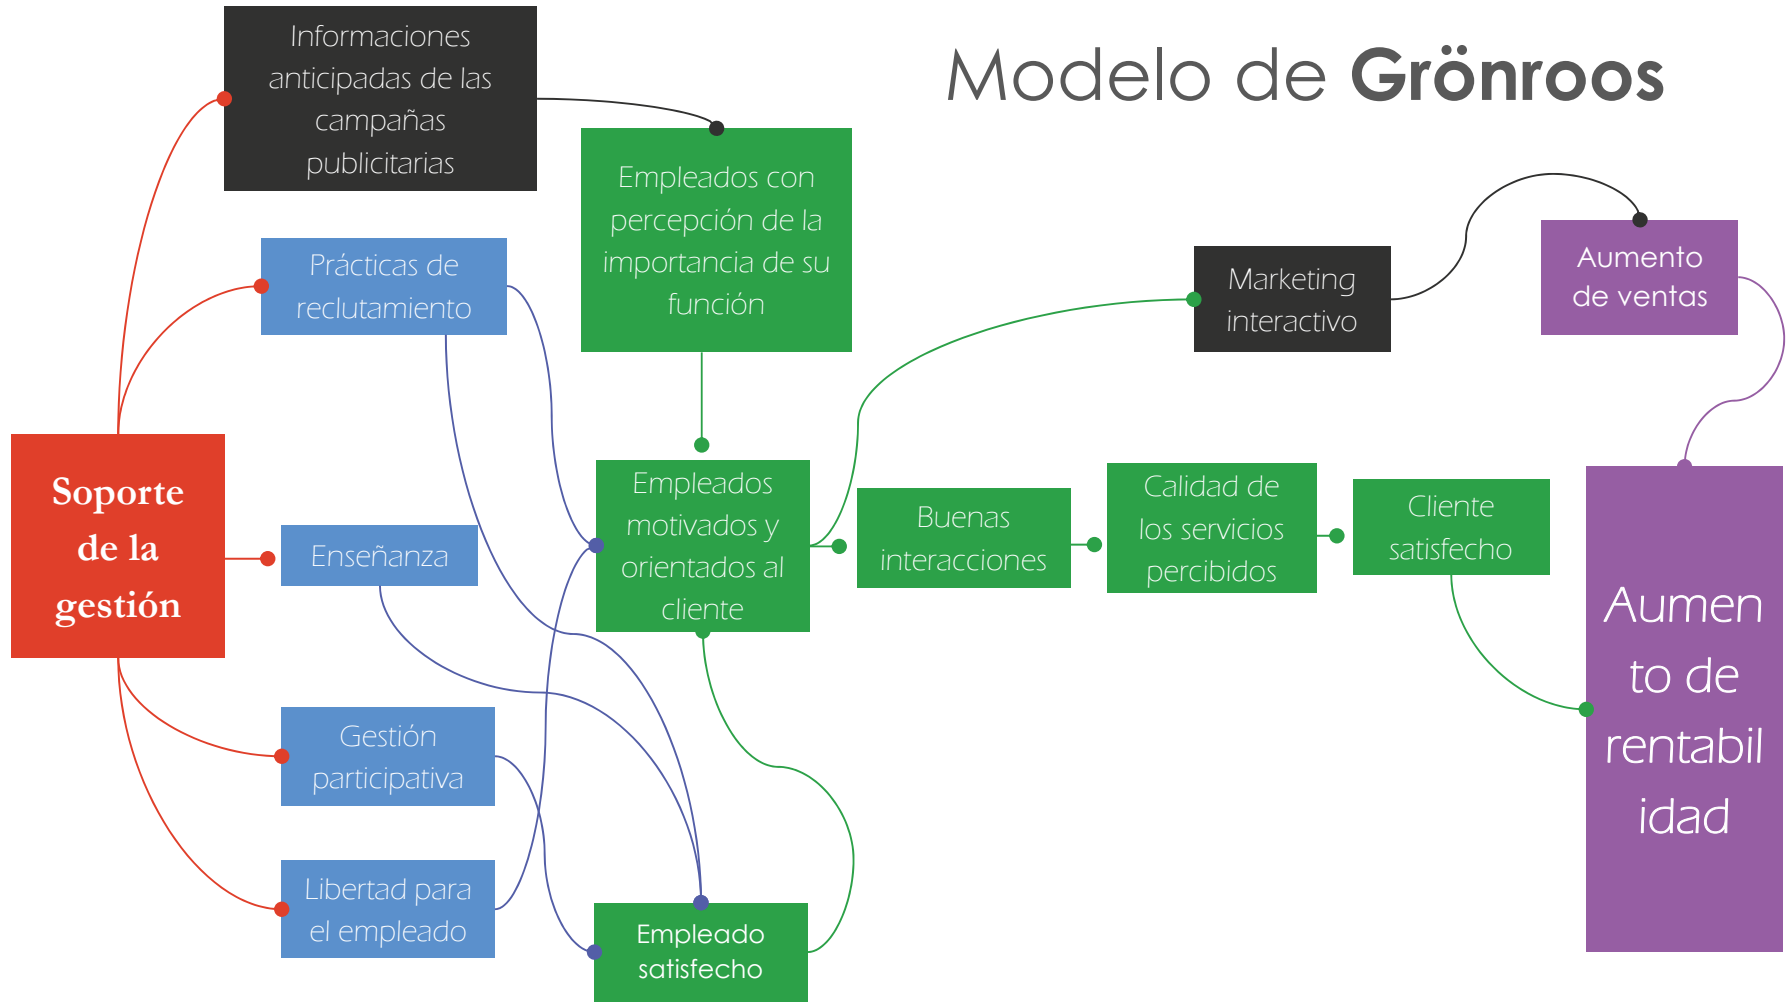 Modelo de Grönroos
Informaciones
anticipadas de las
campañas
publicitarias
Empleados con
percepción de la
importancia de su
función
Prácticas de
reclutamiento
Marketing
interactivo
Aumento
de ventas
Soporte
de la
gestión
Enseñanza
Empleados
motivados y
orientados al
cliente
Buenas
interacciones
Calidad de
los servicios
percibidos
Cliente
satisfecho
Aumen
to de
rentabil
idad
Gestión
participativa
Libertad para
el empleado
Empleado
satisfecho